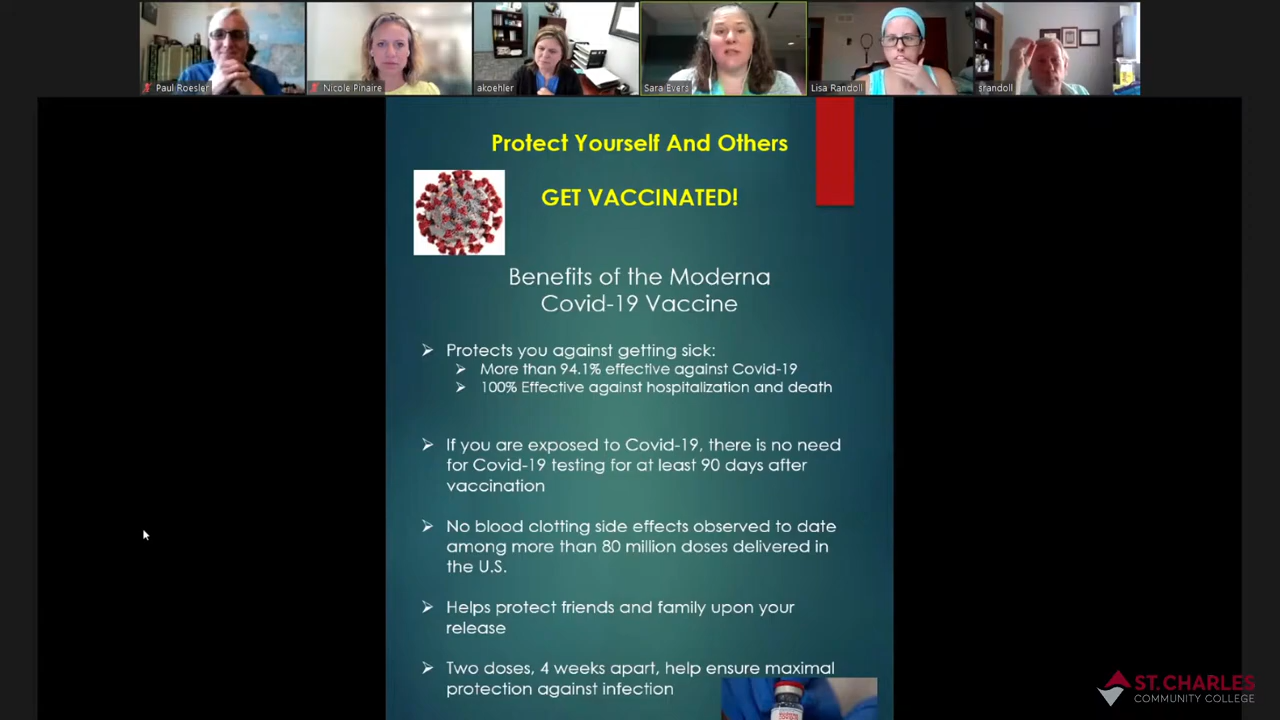 Paul Roesler
Nicole Pinaire
akoehler
Sara Evers
Lisa Randoll
srandoll
Protect Yourself And Others
GET VACCINATED!
Benefits of the Moderna
Covid-19 Vaccine
Protects you against getting sick:
More than 94.1% effective against Covid-19
100% Effective against hospitalization and death
If you are exposed to Covid-19, there is no need
for Covid-19 testing for at least 90 days after
vaccination
No blood clotting side effects observed to date
among more than 80 million doses delivered in
the U.S.
Helps protect friends and family upon your
release
Two doses, 4 weeks apart, help ensure maximal
protection against infection
ST. CHARLES
COMMUNITY COLLEGE